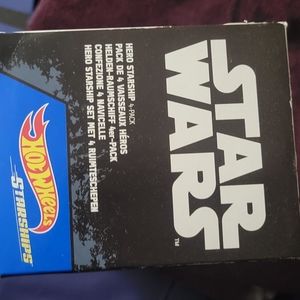 STAR
WARS
TM
HERO STARSHIP 4-PACK
PACK DE 4 VAISSEAUX HÉROS
HELDEN-RAUMSCHIFF 4er-PACK
CONFEZIONE 4 NAVICELLE
HERO STARSHIP SET MET 4 RUIMTESCHEPEN
Hot Wheels
STARSHIPS